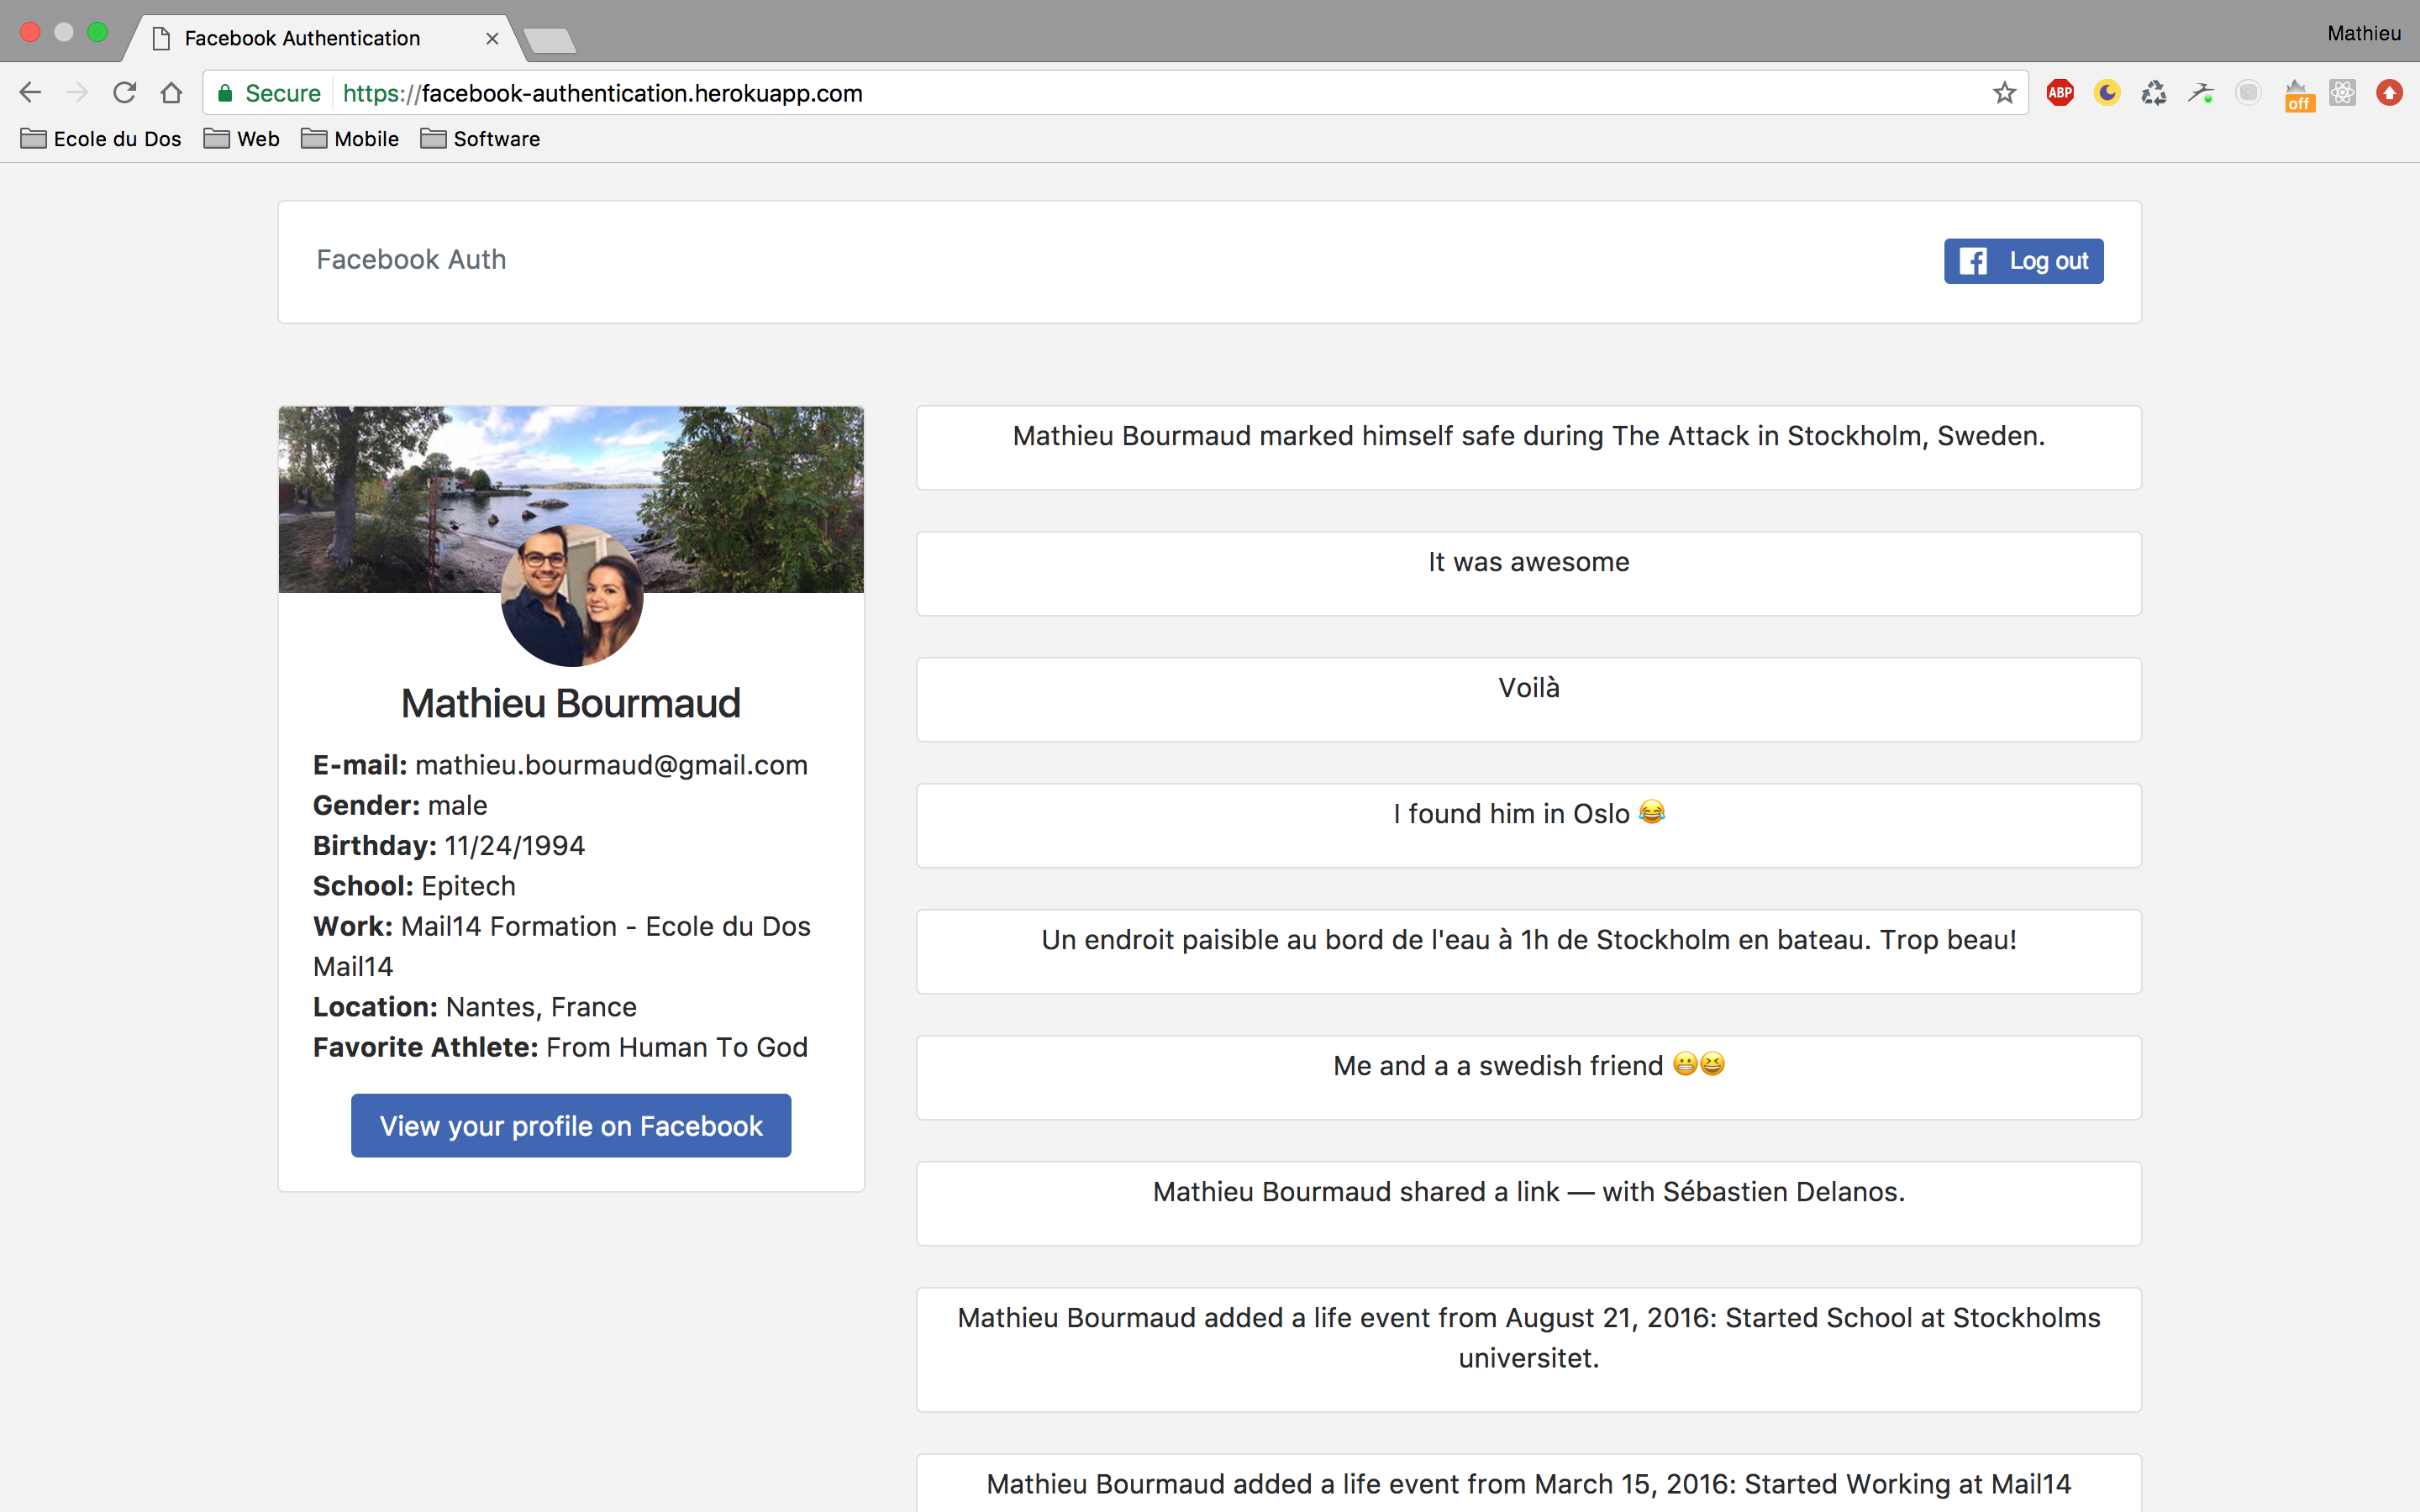 Facebook Authentication
Mathieu
Secure https://facebook-authentication.herokuapp.com
ABP
off
Ecole du Dos Web Mobile Software
Facebook Auth
Log out
Mathieu Bourmaud
E-mail: mathieu.bourmaud@gmail.com
Gender: male
Birthday: 11/24/1994
School: Epitech
Work: Mail14 Formation - Ecole du Dos
Mail14
Location: Nantes, France
Favorite Athlete: From Human To God
View your profile on Facebook
Mathieu Bourmaud marked himself safe during The Attack in Stockholm, Sweden.
It was awesome
Voilà
I found him in Oslo 😂
Un endroit paisible au bord de l'eau à 1h de Stockholm en bateau. Trop beau!
Me and a a swedish friend 😬😆
Mathieu Bourmaud shared a link — with Sébastien Delanos.
Mathieu Bourmaud added a life event from August 21, 2016: Started School at Stockholms
universitet.
Mathieu Bourmaud added a life event from March 15, 2016: Started Working at Mail14